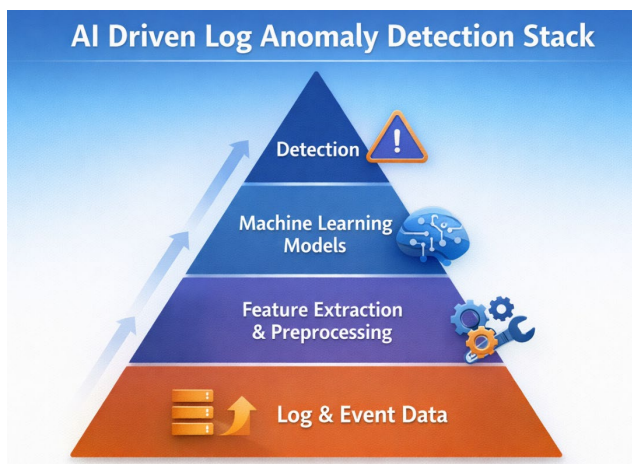 AI Driven Log Anomaly Detection Stack
Detection
!
Machine Learning
Models
Feature Extraction
& Preprocessing
Log & Event Data